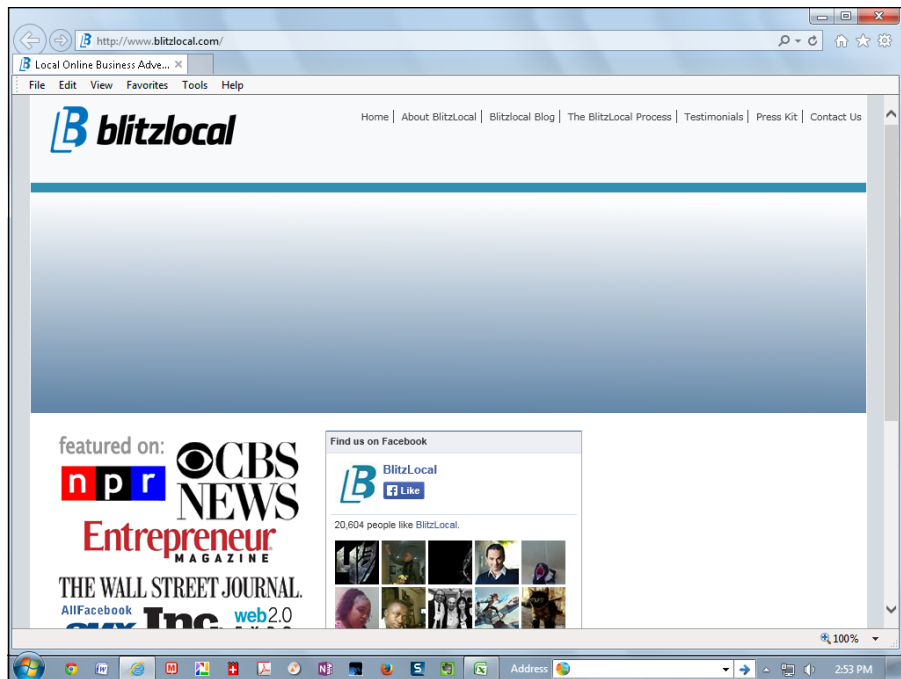 http://www.blitzlocal.com/
Local Online Business Adve...
File Edit View Favorites Tools Help
blitzlocal
Home | About BlitzLocal | Blitzlocal Blog | The BlitzLocal Process | Testimonials | Press Kit | Contact Us
featured on:
npr
CBS NEWS
Entrepreneur
MAGAZINE
THE WALL STREET JOURNAL.
AllFacebook
Inc
web2.0
Find us on Facebook
BlitzLocal
Like
20,604 people like BlitzLocal.
100%
Address
2:53 PM